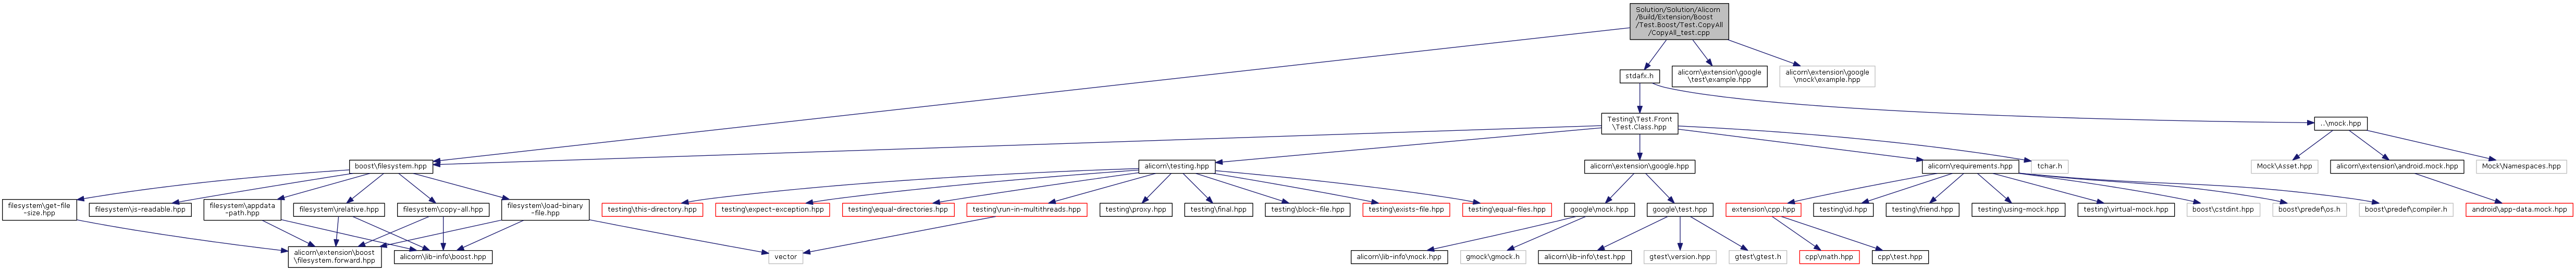 Solution/Solution/Alicorn
/Build/Extension/Boost
/Test.Boost/Test.CopyAll
/CopyAll_test.cpp
stdafx.h
alicorn\extension\google
\test\example.hpp
alicorn\extension\google
\mock\example.hpp
Testing\Test.Front
\Test.Class.hpp
..\mock.hpp
boost\filesystem.hpp
alicorn\testing.hpp
alicorn\extension\google.hpp
alicorn\requirements.hpp
tchar.h
Mock\Asset.hpp
alicorn\extension\android.mock.hpp
Mock\Namespaces.hpp
filesystem\get-file
-size.hpp
filesystem\is-readable.hpp
filesystem\appdata
-path.hpp
filesystem\relative.hpp
filesystem\copy-all.hpp
filesystem\load-binary
-file.hpp
testing\this-directory.hpp
testing\expect-exception.hpp
testing\equal-directories.hpp
testing\run-in-multithreads.hpp
testing\proxy.hpp
testing\final.hpp
testing\block-file.hpp
testing\exists-file.hpp
testing\equal-files.hpp
google\mock.hpp
google\test.hpp
extension\cpp.hpp
testing\id.hpp
testing\friend.hpp
testing\using-mock.hpp
testing\virtual-mock.hpp
boost\cstdint.hpp
boost\predef\os.h
boost\predef\compiler.h
android\app-data.mock.hpp
alicorn\extension\boost
\filesystem.forward.hpp
alicorn\lib-info\boost.hpp
vector
alicorn\lib-info\mock.hpp
gmock\gmock.h
alicorn\lib-info\test.hpp
gtest\version.hpp
gtest\gtest.h
cpp\math.hpp
cpp\test.hpp